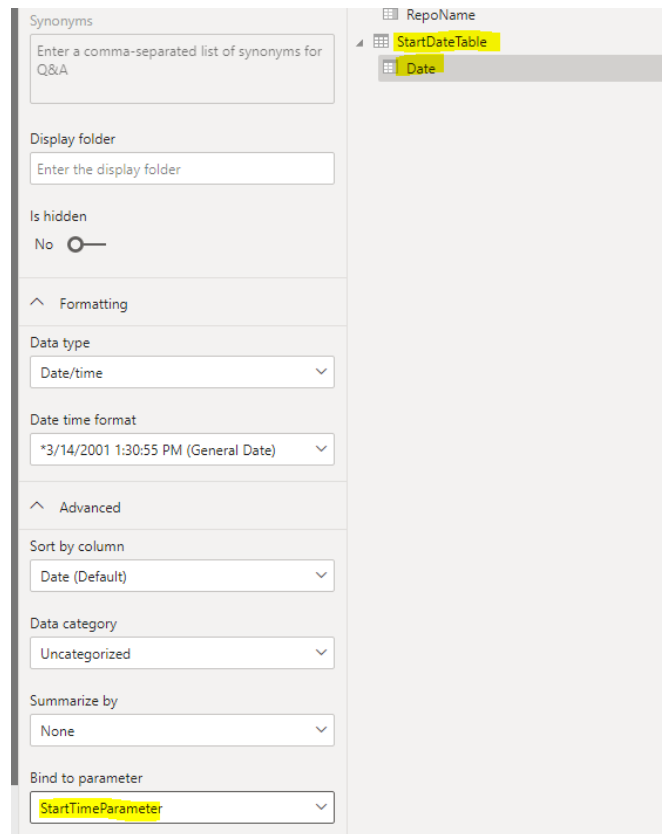 Synonyms
Enter a comma-separated list of synonyms for
Q&A
Display folder
Enter the display folder
Is hidden
No
Formatting
Data type
Date/time
Date time format
*3/14/2001 1:30:55 PM (General Date)
Advanced
Sort by column
Date (Default)
Data category
Uncategorized
Summarize by
None
Bind to parameter
StartTimeParameter
RepoName
StartDateTable
Date